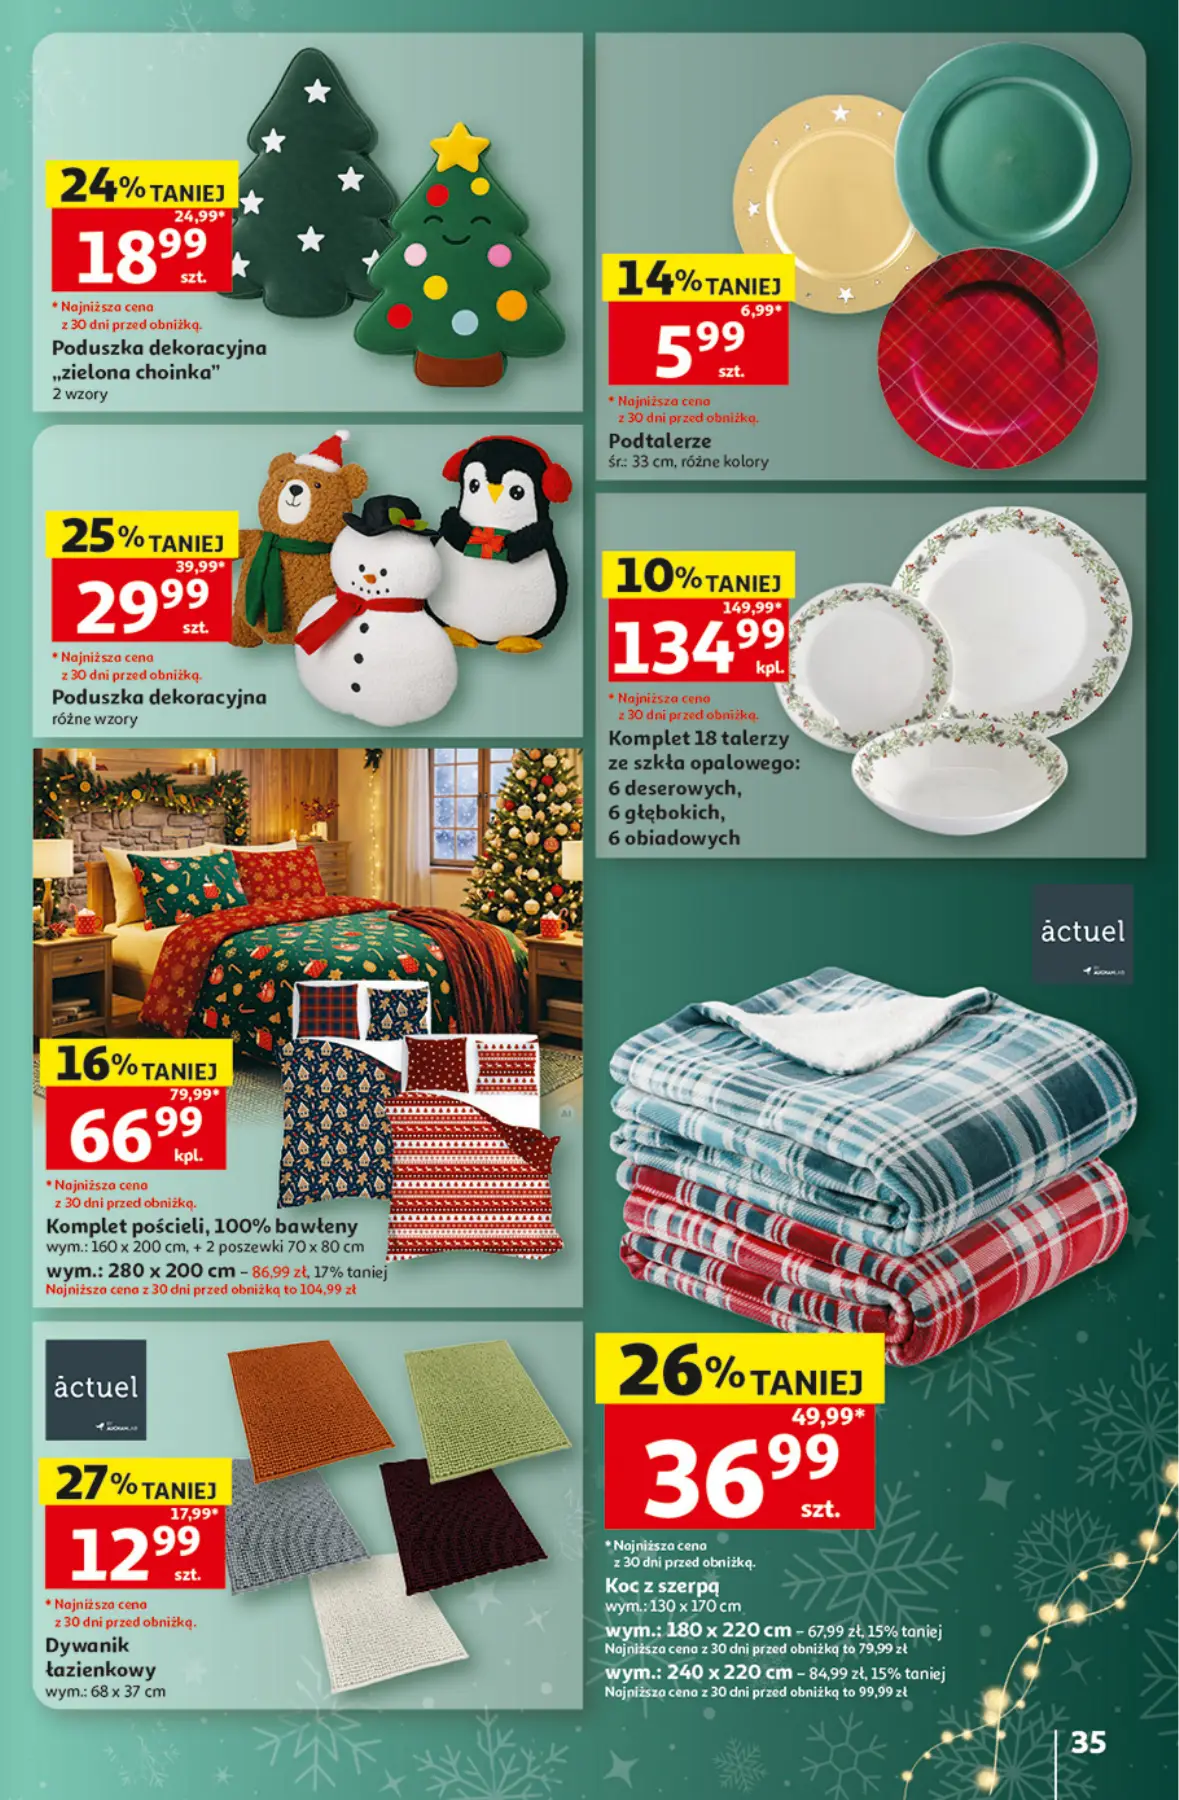 24% TANIEJ
24,99*
18 99
szt.
* Najniższa cena
z 30 dni przed obniżką.
Poduszka dekoracyjna
„zielona choinka”
2 wzory
14% TANIEJ
6,99*
5 99
szt.
* Najniższa cena
z 30 dni przed obniżką.
Podtalerze
śr.: 33 cm, różne kolory
25% TANIEJ
39,99*
29 99
szt.
* Najniższa cena
z 30 dni przed obniżką.
Poduszka dekoracyjna
różne wzory
10% TANIEJ
149,99*
134 99
kpl.
* Najniższa cena
z 30 dni przed obniżką.
Komplet 18 talerzy
ze szkła opalowego:
6 deserowych,
6 głębokich,
6 obiadowych
16% TANIEJ
79,99*
66 99
kpl.
* Najniższa cena
z 30 dni przed obniżką.
Komplet pościeli, 100% bawełny
wym.: 160 x 200 cm, + 2 poszewki 70 x 80 cm
wym.: 280 x 200 cm – 86,99 zł, 17% taniej
Najniższa cena z 30 dni przed obniżką to 104,99 zł
AI
actuel
BY
AUCHAN LAB
26% TANIEJ
49,99*
36 99
szt.
* Najniższa cena
z 30 dni przed obniżką.
Koc z szerpą
wym.: 130 x 170 cm
wym.: 180 x 220 cm – 67,99 zł, 15% taniej
Najniższa cena z 30 dni przed obniżką to 79,99 zł
wym.: 240 x 220 cm – 84,99 zł, 15% taniej
Najniższa cena z 30 dni przed obniżką to 99,99 zł
actuel
BY
AUCHAN LAB
27% TANIEJ
17,99*
12 99
szt.
* Najniższa cena
z 30 dni przed obniżką.
Dywanik
łazienkowy
wym.: 68 x 37 cm
35